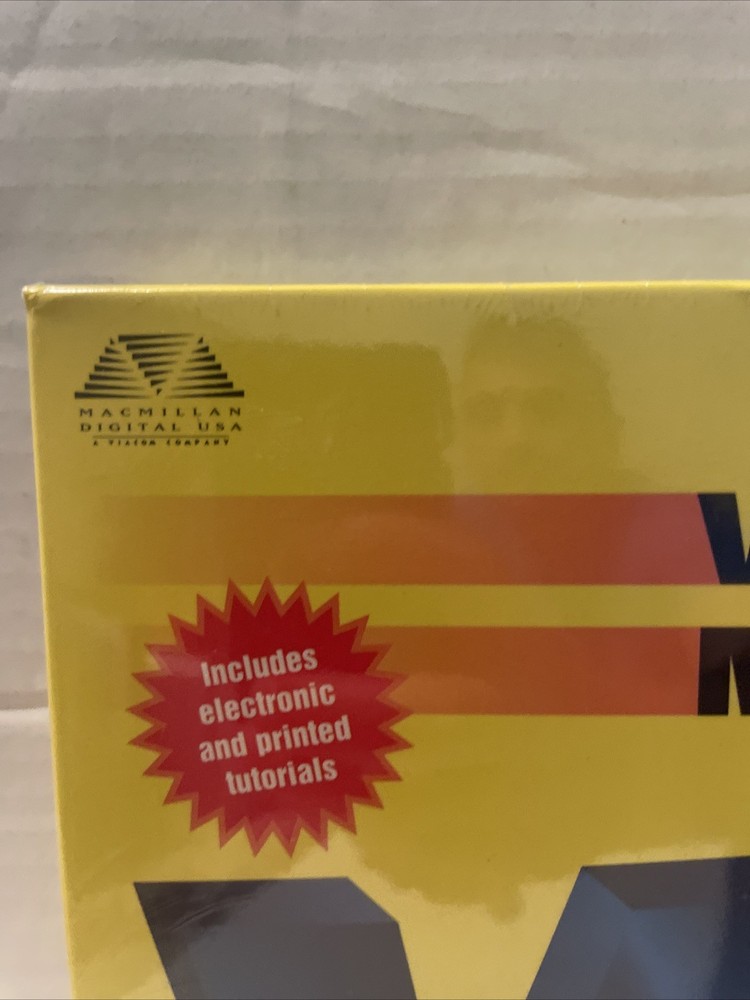 MACMILLAN
DIGITAL USA
A VIACOM COMPANY
Includes
electronic
and printed
tutorials